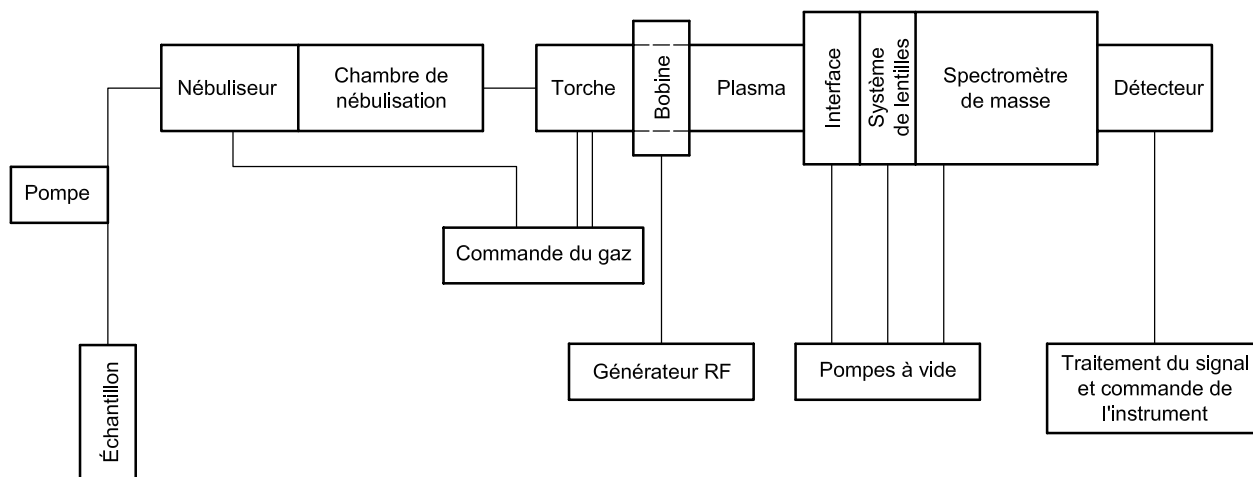 Nébuliseur
Chambre de
nébulisation
Torche
Bobine
Plasma
Interface
Système
de lentilles
Spectromètre
de masse
Détecteur
Pompe
Commande du gaz
Échantillon
Générateur RF
Pompes à vide
Traitement du signal
et commande de
l'instrument